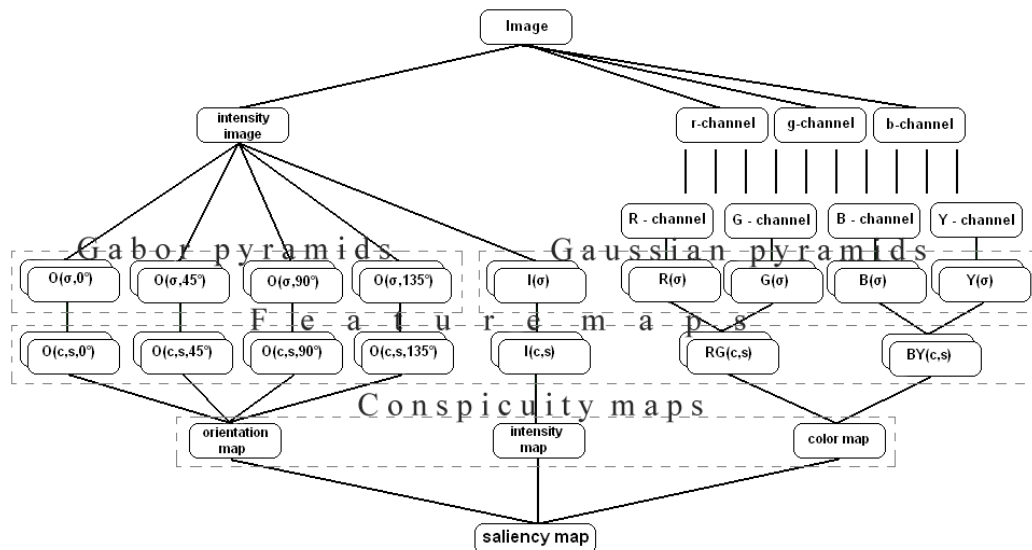 Image
intensity
image
r-channel g-channel b-channel
R - channel G - channel B - channel Y - channel
Gabor pyramids Gaussian pyramids
O(σ,0°) O(σ,45°) O(σ,90°) O(σ,135°) I(σ) R(σ) G(σ) B(σ) Y(σ)
Feature maps
O(c,s,0°) O(c,s,45°) O(c,s,90°) O(c,s,135°) I(c,s) RG(c,s) BY(c,s)
Conspicuity maps
orientation
map
intensity
map
color map
saliency map